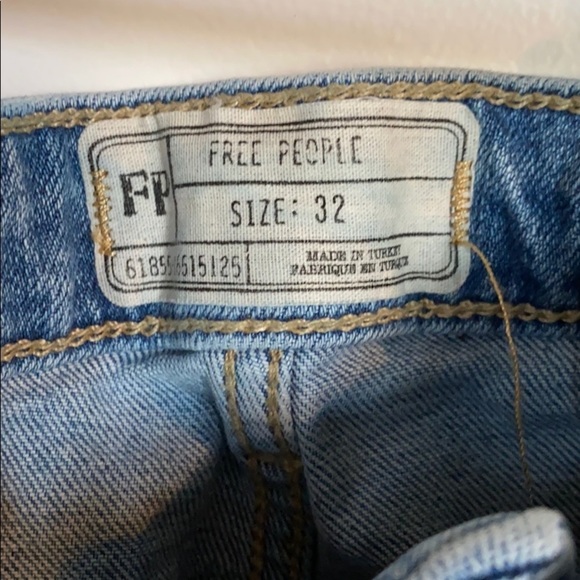 FREE PEOPLE
FP
SIZE: 32
MADE IN TURKEY
FABRIQUE EN TURQUIE